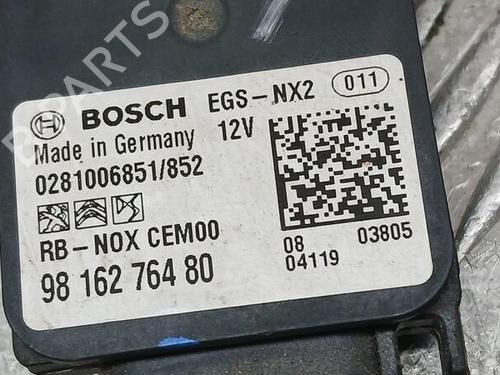 B-PARTS
BOSCH EGS-NX2 011
Made in Germany 12V
0281006851/852
RB-NOX CEM00
98 162 764 80
08 03805
04119